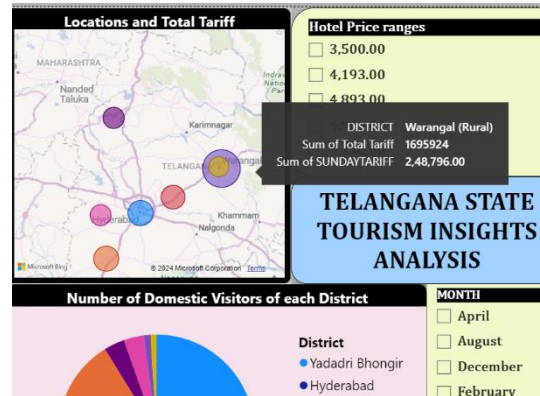 Locations and Total Tariff
MAHARASHTRA
Nanded
Taluka
Karimnagar
TELANGAN
Warangal
Hyderabad
Khammam
Nalgonda
Microsoft Bing
© 2024 Microsoft Corporation Terms
Hotel Price ranges
3,500.00
4,193.00
4,893.00
DISTRICT Warangal (Rural)
Sum of Total Tariff 1695924
Sum of SUNDAYTARIFF 2,48,796.00
TELANGANA STATE
TOURISM INSIGHTS
ANALYSIS
Number of Domestic Visitors of each District
District
Yadadri Bhongir
Hyderabad
MONTH
April
August
December
February